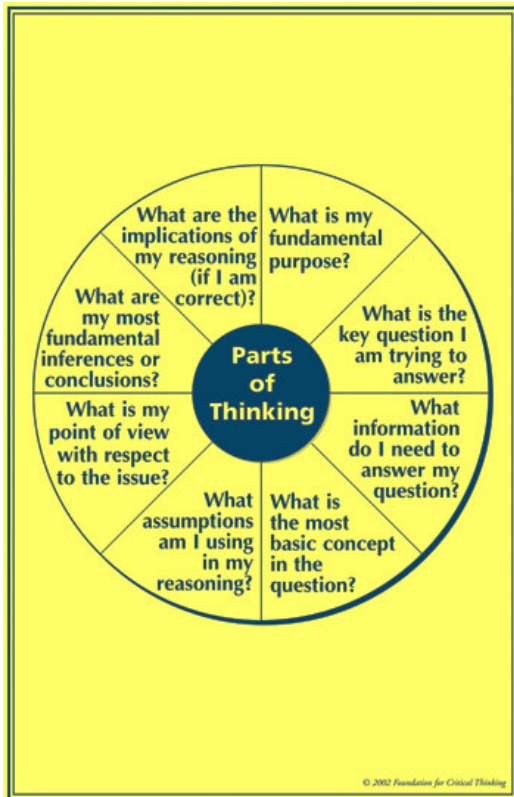 What is my
fundamental
purpose?
What is the
key question I
am trying to
answer?
What
information
do I need to
answer my
question?
What is
the most
basic concept
in the
question?
What
assumptions
am I using
in my
reasoning?
What is my
point of view
with respect
to the issue?
What are
my most
fundamental
inferences or
conclusions?
What are the
implications of
my reasoning
(if I am
correct)?
Parts
of
Thinking
© 2002 Foundation for Critical Thinking